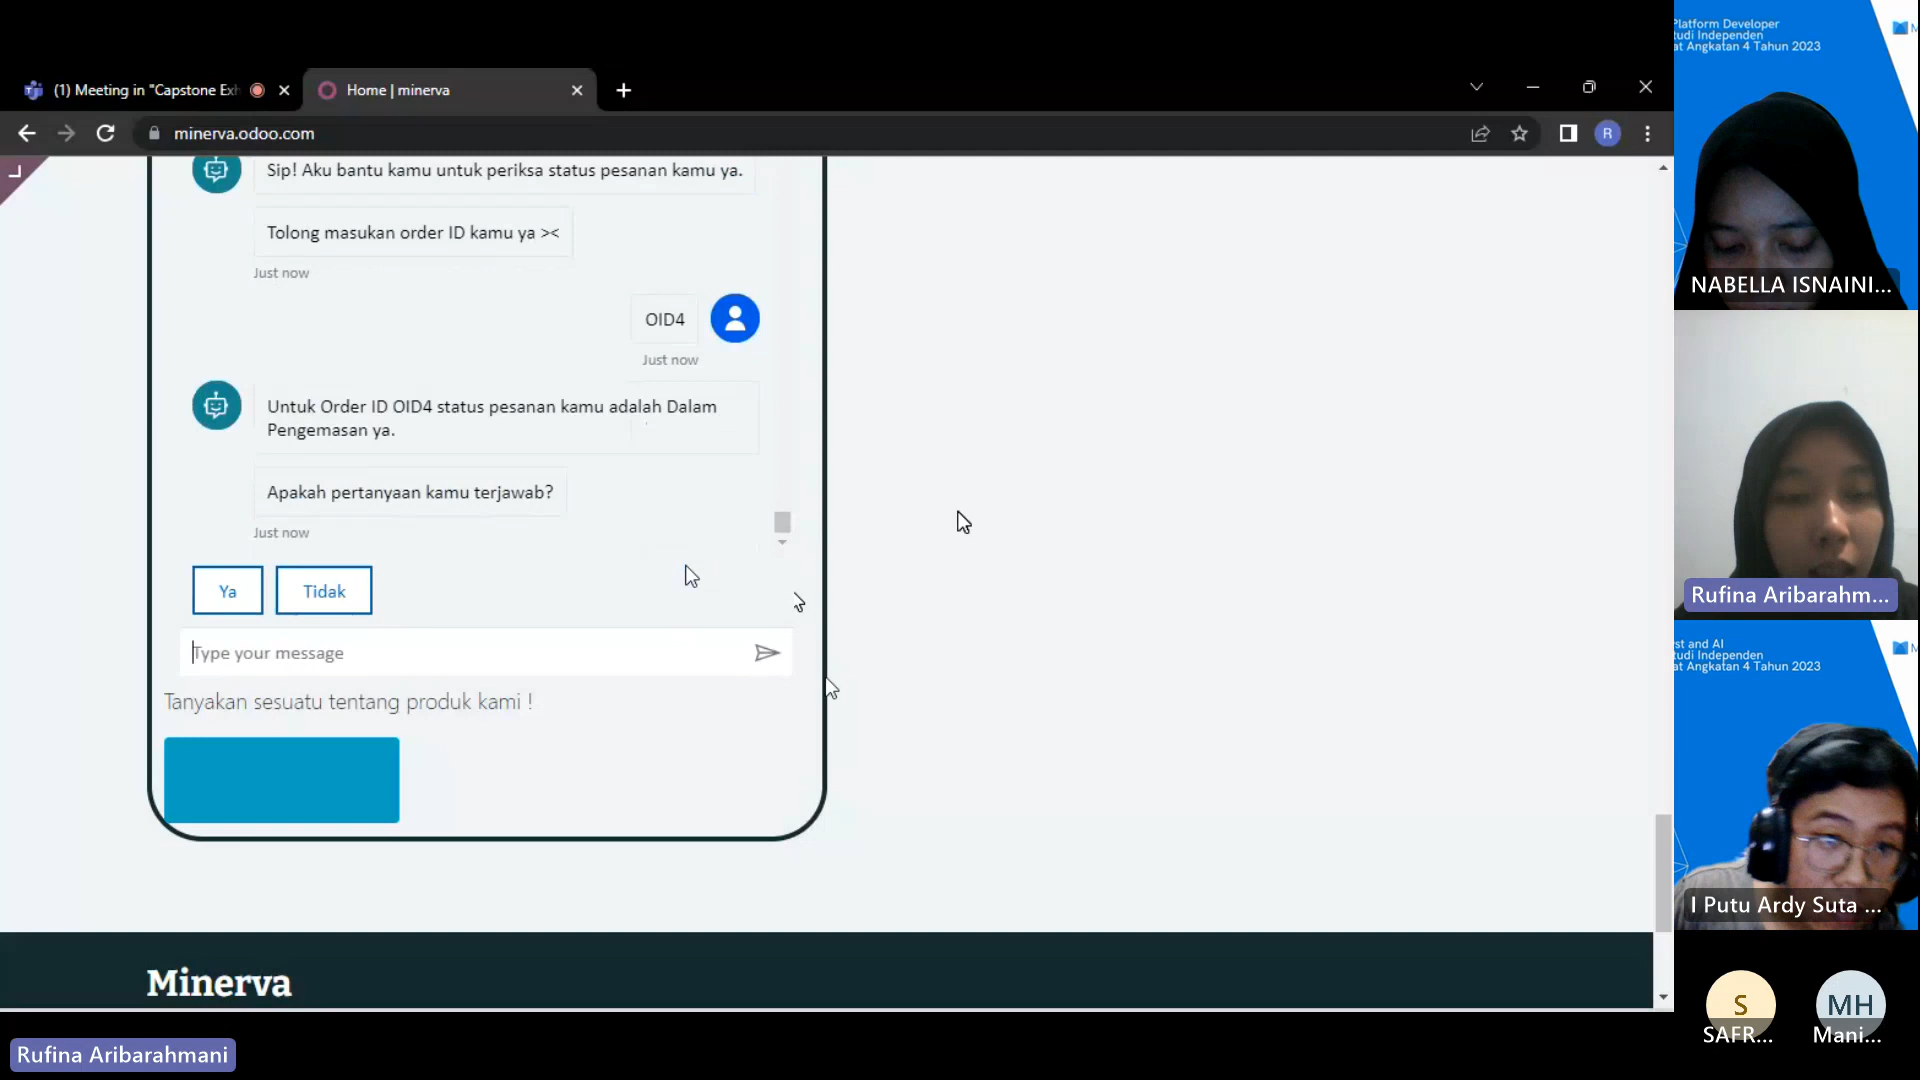 (1) Meeting in "Capstone Exh
Home | minerva
minerva.odoo.com
R
Sip! Aku bantu kamu untuk periksa status pesanan kamu ya.
Tolong masukan order ID kamu ya ><
Just now
OID4
Just now
Untuk Order ID OID4 status pesanan kamu adalah Dalam
Pengemasan ya.
Apakah pertanyaan kamu terjawab?
Just now
Ya
Tidak
Type your message
Tanyakan sesuatu tentang produk kami !
Minerva
Rufina Aribarahmani
Platform Developer
tudi Independen
at Angkatan 4 Tahun 2023
M
NABELLA ISNAINI...
Rufina Aribarahm...
st and AI
tudi Independen
at Angkatan 4 Tahun 2023
M
I Putu Ardy Suta ...
S
SAFR...
MH
Mani...